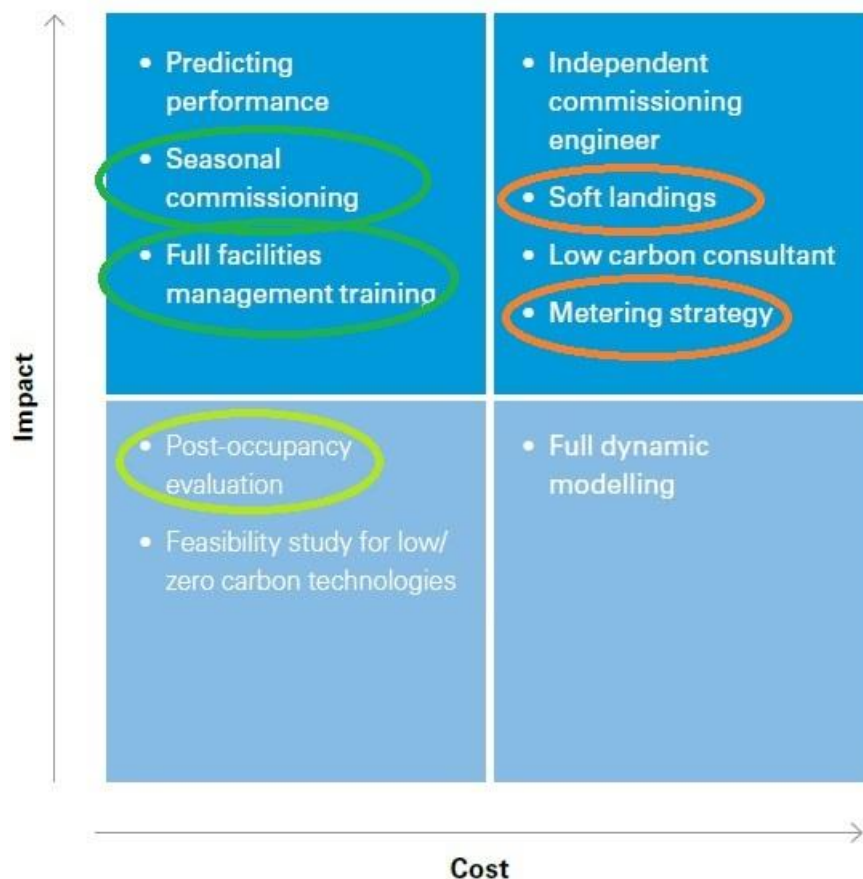 • Predicting
performance
• Seasonal
commissioning
• Full facilities
management training
• Independent
commissioning
engineer
• Soft landings
• Low carbon consultant
• Metering strategy
Impact
• Post-occupancy
evaluation
• Feasibility study for low/
zero carbon technologies
• Full dynamic
modelling
Cost